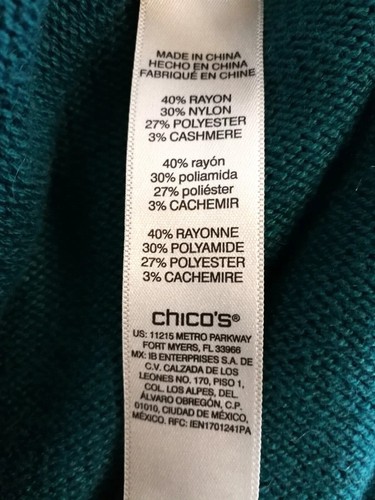 MADE IN CHINA
HECHO EN CHINA
FABRIQUÉ EN CHINE
40% RAYON
30% NYLON
27% POLYESTER
3% CASHMERE
40% rayón
30% poliamida
27% poliéster
3% CACHEMIR
40% RAYONNE
30% POLYAMIDE
27% POLYESTER
3% CACHEMIRE
chico's®
US: 11215 METRO PARKWAY
FORT MYERS, FL 33966
MX: IB ENTERPRISES S.A. DE
C.V. CALZADA DE LOS
LEONES NO. 170, PISO 1,
COL. LOS ALPES, DEL.
ÁLVARO OBREGÓN, C.P.
01010, CIUDAD DE MÉXICO,
MÉXICO. RFC: IEN1701241PA